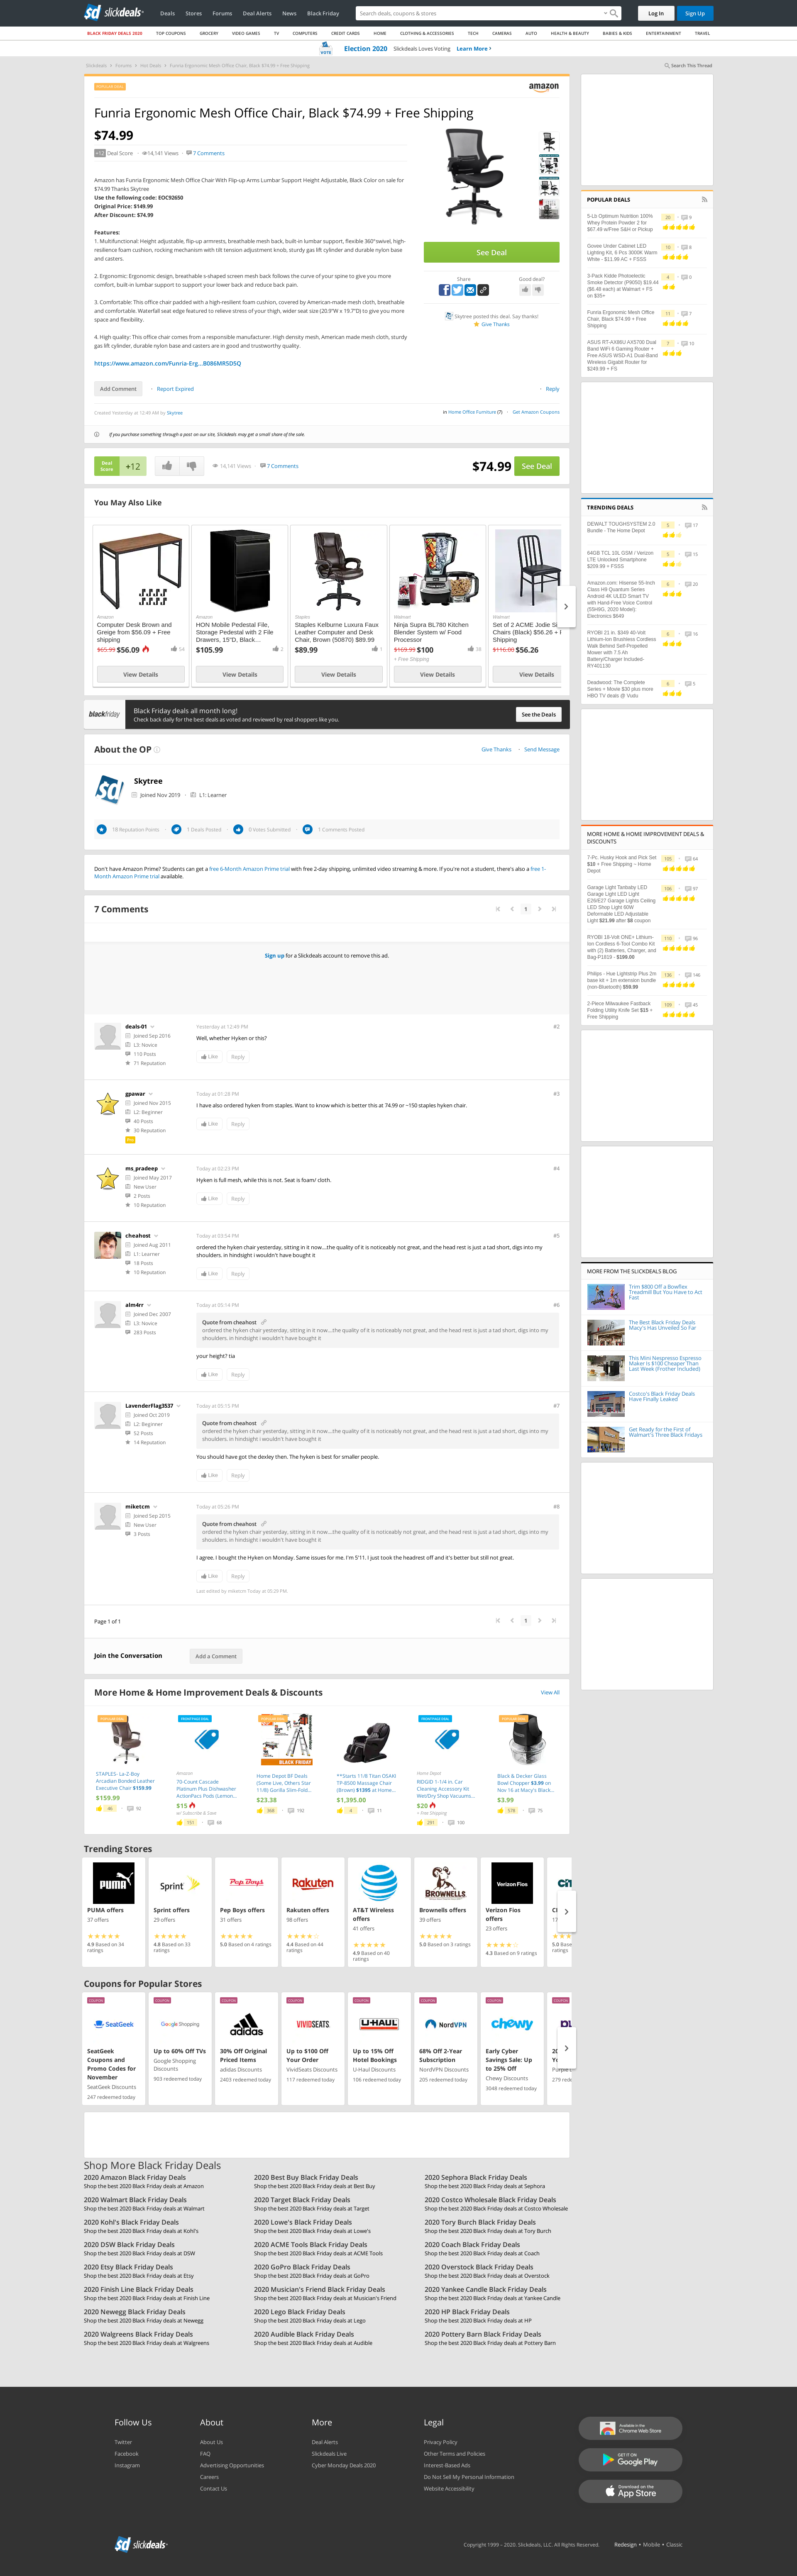 slickdeals
Deals Stores Forums Deal Alerts News Black Friday
Search deals, coupons & stores
Log In Sign Up
BLACK FRIDAY DEALS 2020 TOP COUPONS GROCERY VIDEO GAMES TV COMPUTERS CREDIT CARDS HOME CLOTHING & ACCESSORIES TECH CAMERAS AUTO HEALTH & BEAUTY BABIES & KIDS ENTERTAINMENT TRAVEL
VOTE Election 2020 Slickdeals Loves Voting Learn More ›
Slickdeals › Forums › Hot Deals › Funria Ergonomic Mesh Office Chair, Black $74.99 + Free Shipping
Search This Thread
POPULAR DEAL
amazon
Funria Ergonomic Mesh Office Chair, Black $74.99 + Free Shipping
$74.99
+12 Deal Score 14,141 Views 7 Comments
Amazon has Funria Ergonomic Mesh Office Chair With Flip-up Arms Lumbar Support Height Adjustable, Black Color on sale for
$74.99 Thanks Skytree
Use the following code: EOC92650
Original Price: $149.99
After Discount: $74.99
Features:
1. Multifunctional: Height adjustable, flip-up armrests, breathable mesh back, built-in lumbar support, flexible 360°swivel, high-
resilience foam cushion, rocking mechanism with tilt tension adjustment knob, sturdy gas lift cylinder and durable nylon base
and casters.
2. Ergonomic: Ergonomic design, breathable s-shaped screen mesh back follows the curve of your spine to give you more
comfort, built-in lumbar support to protect your lower back and reduce back pain.
3. Comfortable: This office chair padded with a high-resilient foam cushion, covered by American-made mesh cloth, breathable
and comfortable. Waterfall seat edge feature to relieve stress of your thigh, wider seat size (20.9"W x 19.7"D) to give you more
space and flexibility.
4. High quality: This office chair comes from a responsible manufacturer. High density mesh, American made mesh cloth, sturdy
gas lift cylinder, durable nylon base and casters are in good and trustworthy quality.
https://www.amazon.com/Funria-Erg...B086MR5D5Q
See Deal
Share
Good deal?
Skytree posted this deal. Say thanks!
Give Thanks
Add Comment Report Expired Reply
Created Yesterday at 12:49 AM by Skytree
in Home Office Furniture (7) Get Amazon Coupons
If you purchase something through a post on our site, Slickdeals may get a small share of the sale.
Deal Score +12 14,141 Views 7 Comments $74.99 See Deal
You May Also Like
Amazon
Computer Desk Brown and Greige from $56.09 + Free shipping
$65.99 $56.09 54
View Details
Amazon
HON Mobile Pedestal File, Storage Pedestal with 2 File Drawers, 15"D, Black...
$105.99 2
View Details
Staples
Staples Kelburne Luxura Faux Leather Computer and Desk Chair, Brown (50870) $89.99
$89.99 1
View Details
Walmart
Ninja Supra BL780 Kitchen Blender System w/ Food Processor
$169.99 $100 38
+ Free Shipping
View Details
Walmart
Set of 2 ACME Jodie Si
Chairs (Black) $56.26 + F
Shipping
$116.00 $56.26
View Details
blackfriday
Black Friday deals all month long!
Check back daily for the best deals as voted and reviewed by real shoppers like you.
See the Deals
About the OP
Give Thanks Send Message
Skytree
Joined Nov 2019 L1: Learner
18 Reputation Points 1 Deals Posted 0 Votes Submitted 1 Comments Posted
Don't have Amazon Prime? Students can get a free 6-Month Amazon Prime trial with free 2-day shipping, unlimited video streaming & more. If you're not a student, there's also a free 1-
Month Amazon Prime trial available.
7 Comments
1
Sign up for a Slickdeals account to remove this ad.
deals-01
Joined Sep 2016
L3: Novice
110 Posts
71 Reputation
Yesterday at 12:49 PM #2
Well, whether Hyken or this?
Like Reply
gpawar
Joined Nov 2015
L2: Beginner
40 Posts
30 Reputation
Pro
Today at 01:28 PM #3
I have also ordered hyken from staples. Want to know which is better this at 74.99 or ~150 staples hyken chair.
Like Reply
ms_pradeep
Joined May 2017
New User
2 Posts
10 Reputation
Today at 02:23 PM #4
Hyken is full mesh, while this is not. Seat is foam/ cloth.
Like Reply
cheahost
Joined Aug 2011
L1: Learner
18 Posts
10 Reputation
Today at 03:54 PM #5
ordered the hyken chair yesterday, sitting in it now....the quality of it is noticeably not great, and the head rest is just a tad short, digs into my
shoulders. in hindsight i wouldn't have bought it
Like Reply
alm4rr
Joined Dec 2007
L3: Novice
283 Posts
Today at 05:14 PM #6
Quote from cheahost
ordered the hyken chair yesterday, sitting in it now....the quality of it is noticeably not great, and the head rest is just a tad short, digs into my
shoulders. in hindsight i wouldn't have bought it
your height? tia
Like Reply
LavenderFlag3537
Joined Oct 2019
L2: Beginner
52 Posts
14 Reputation
Today at 05:15 PM #7
Quote from cheahost
ordered the hyken chair yesterday, sitting in it now....the quality of it is noticeably not great, and the head rest is just a tad short, digs into my
shoulders. in hindsight i wouldn't have bought it
You should have got the dexley then. The hyken is best for smaller people.
Like Reply
miketcm
Joined Sep 2015
New User
3 Posts
Today at 05:26 PM #8
Quote from cheahost
ordered the hyken chair yesterday, sitting in it now....the quality of it is noticeably not great, and the head rest is just a tad short, digs into my
shoulders. in hindsight i wouldn't have bought it
I agree. I bought the Hyken on Monday. Same issues for me. I'm 5'11. I just took the headrest off and it's better but still not great.
Like Reply
Last edited by miketcm Today at 05:29 PM.
Page 1 of 1
1
Join the Conversation Add a Comment
More Home & Home Improvement Deals & Discounts View All
POPULAR DEAL
STAPLES- La-Z-Boy Arcadian Bonded Leather Executive Chair $159.99
$159.99
46 92
FRONTPAGE DEAL
Amazon
70-Count Cascade Platinum Plus Dishwasher ActionPacs Pods (Lemon...
$15
w/ Subscribe & Save
151 88
POPULAR DEAL
BLACK FRIDAY
Home Depot BF Deals (Some Live, Others Star 11/8) Gorilla Slim-Fold...
$23.38
368 192
**Starts 11/8 Titan OSAKI TP-8500 Massage Chair (Brown) $1395 at Home...
$1,395.00
4 11
FRONTPAGE DEAL
Home Depot
RIDGID 1-1/4 in. Car Cleaning Accessory Kit Wet/Dry Shop Vacuums...
$20
+ Free Shipping
291 100
POPULAR DEAL
Black & Decker Glass Bowl Chopper $3.99 on Nov 16 at Macy's Black...
$3.99
578 75
Trending Stores
PUMA
PUMA offers
37 offers
4.9 Based on 34 ratings
Sprint
Sprint offers
29 offers
4.8 Based on 33 ratings
Pep Boys
Pep Boys offers
31 offers
5.0 Based on 4 ratings
Rakuten
Rakuten offers
98 offers
4.4 Based on 44 ratings
AT&T
AT&T Wireless offers
41 offers
4.9 Based on 40 ratings
BROWNELLS
Brownells offers
39 offers
5.0 Based on 3 ratings
Verizon Fios
Verizon Fios offers
23 offers
4.3 Based on 9 ratings
5.0 Base
ratings
Coupons for Popular Stores
COUPON
SeatGeek
SeatGeek Coupons and Promo Codes for November
SeatGeek Discounts
247 redeemed today
COUPON
Google Shopping
Up to 60% Off TVs
Google Shopping Discounts
903 redeemed today
COUPON
adidas
30% Off Original Priced Items
adidas Discounts
2403 redeemed today
COUPON
VIVIDSEATS
Up to $100 Off Your Order
VividSeats Discounts
117 redeemed today
COUPON
U-HAUL
Up to 15% Off Hotel Bookings
U-Haul Discounts
106 redeemed today
COUPON
NordVPN
68% Off 2-Year Subscription
NordVPN Discounts
205 redeemed today
COUPON
chewy
Early Cyber Savings Sale: Up to 25% Off
Chewy Discounts
3048 redeemed today
COUPON
Shop More Black Friday Deals
2020 Amazon Black Friday Deals
Shop the best 2020 Black Friday deals at Amazon
2020 Best Buy Black Friday Deals
Shop the best 2020 Black Friday deals at Best Buy
2020 Sephora Black Friday Deals
Shop the best 2020 Black Friday deals at Sephora
2020 Walmart Black Friday Deals
Shop the best 2020 Black Friday deals at Walmart
2020 Target Black Friday Deals
Shop the best 2020 Black Friday deals at Target
2020 Costco Wholesale Black Friday Deals
Shop the best 2020 Black Friday deals at Costco Wholesale
2020 Kohl's Black Friday Deals
Shop the best 2020 Black Friday deals at Kohl's
2020 Lowe's Black Friday Deals
Shop the best 2020 Black Friday deals at Lowe's
2020 Tory Burch Black Friday Deals
Shop the best 2020 Black Friday deals at Tory Burch
2020 DSW Black Friday Deals
Shop the best 2020 Black Friday deals at DSW
2020 ACME Tools Black Friday Deals
Shop the best 2020 Black Friday deals at ACME Tools
2020 Coach Black Friday Deals
Shop the best 2020 Black Friday deals at Coach
2020 Etsy Black Friday Deals
Shop the best 2020 Black Friday deals at Etsy
2020 GoPro Black Friday Deals
Shop the best 2020 Black Friday deals at GoPro
2020 Overstock Black Friday Deals
Shop the best 2020 Black Friday deals at Overstock
2020 Finish Line Black Friday Deals
Shop the best 2020 Black Friday deals at Finish Line
2020 Musician's Friend Black Friday Deals
Shop the best 2020 Black Friday deals at Musician's Friend
2020 Yankee Candle Black Friday Deals
Shop the best 2020 Black Friday deals at Yankee Candle
2020 Newegg Black Friday Deals
Shop the best 2020 Black Friday deals at Newegg
2020 Lego Black Friday Deals
Shop the best 2020 Black Friday deals at Lego
2020 HP Black Friday Deals
Shop the best 2020 Black Friday deals at HP
2020 Walgreens Black Friday Deals
Shop the best 2020 Black Friday deals at Walgreens
2020 Audible Black Friday Deals
Shop the best 2020 Black Friday deals at Audible
2020 Pottery Barn Black Friday Deals
Shop the best 2020 Black Friday deals at Pottery Barn
POPULAR DEALS
5-Lb Optimum Nutrition 100% Whey Protein Powder 2 for $67.49 w/Free S&H or Pickup
20 9
Govee Under Cabinet LED Lighting Kit, 6 Pcs 3000K Warm White - $11.99 AC + FSSS
10 8
3-Pack Kidde Photoelectic Smoke Detector (P9050) $19.44 ($6.48 each) at Walmart + FS on $35+
4 0
Funria Ergonomic Mesh Office Chair, Black $74.99 + Free Shipping
11 7
ASUS RT-AX86U AX5700 Dual Band WiFi 6 Gaming Router + Free ASUS WSD-A1 Dual-Band Wireless Gigabit Router for $249.99 + FS
7 10
TRENDING DEALS
DEWALT TOUGHSYSTEM 2.0 Bundle - The Home Depot
5 17
64GB TCL 10L GSM / Verizon LTE Unlocked Smartphone $209.99 + FSSS
5 15
Amazon.com: Hisense 55-Inch Class H9 Quantum Series Android 4K ULED Smart TV with Hand-Free Voice Control (55H9G, 2020 Model): Electronics $649
6 20
RYOBI 21 in. $349 40-Volt Lithium-Ion Brushless Cordless Walk Behind Self-Propelled Mower with 7.5 Ah Battery/Charger Included-RY401130
8 16
Deadwood: The Complete Series + Movie $30 plus more HBO TV deals @ Vudu
6 5
MORE HOME & HOME IMPROVEMENT DEALS & DISCOUNTS
7-Pc. Husky Hook and Pick Set $10 + Free Shipping ~ Home Depot
105 64
Garage Light Tanbaby LED Garage Light LED Light E26/E27 Garage Lights Ceiling LED Shop Light 60W Deformable LED Adjustable Light $21.99 after $8 coupon
106 97
RYOBI 18-Volt ONE+ Lithium-Ion Cordless 6-Tool Combo Kit with (2) Batteries, Charger, and Bag-P1819 - $199.00
110 96
Philips - Hue Lightstrip Plus 2m base kit + 1m extension bundle (non-Bluetooth) $59.99
136 146
2-Piece Milwaukee Fastback Folding Utility Knife Set $15 + Free Shipping
109 45
MORE FROM THE SLICKDEALS BLOG
Trim $800 Off a Bowflex Treadmill But You Have to Act Fast
The Best Black Friday Deals Macy's Has Unveiled So Far
This Mini Nespresso Espresso Maker Is $100 Cheaper Than Last Week (Frother Included)
Costco's Black Friday Deals Have Finally Leaked
Get Ready for the First of Walmart's Three Black Fridays
Follow Us
Twitter
Facebook
Instagram
About
About Us
FAQ
Advertising Opportunities
Careers
Contact Us
More
Deal Alerts
Slickdeals Live
Cyber Monday Deals 2020
Legal
Privacy Policy
Other Terms and Policies
Interest-Based Ads
Do Not Sell My Personal Information
Website Accessibility
Available in the
Chrome Web Store
GET IT ON
Google Play
Download on the
App Store
slickdeals
Copyright 1999 - 2020. Slickdeals, LLC. All Rights Reserved. Redesign • Mobile • Classic